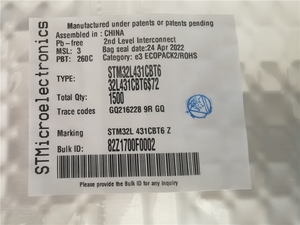 STMicroelectronics
Manufactured under patents or patents pending
Assembled in : CHINA
Pb-free 2nd Level Interconnect
MSL: 3 Bag seal date:24 Apr 2022
PBT: 260C Category: e3 ECOPACK2/ROHS
TYPE: STM32L431CBT6
32L431CBT6$72
Total Qty: 1500
Trace codes GQ216228 9R GQ
Marking STM32L 431CBT6 Z
Bulk ID: 82Z1700F0002
Please provide the Bulk ID for any inquiry